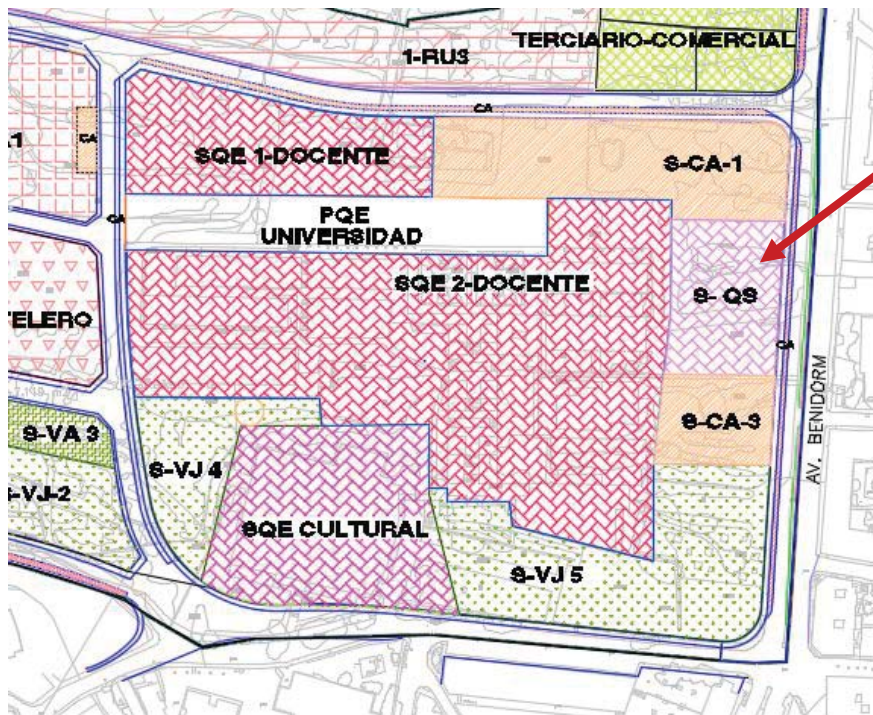 TERCIARIO-COMERCIAL
1-RU3
CA
CA
SQE 1-DOCENTE
S-CA-1
CA
PQE
UNIVERSIDAD
SQE 2-DOCENTE
S- QS
TELERO
CA
AV. BENIDORM
S-CA-3
S-VA 3
S-VJ 4
S-VJ-2
SQE CULTURAL
S-VJ 5